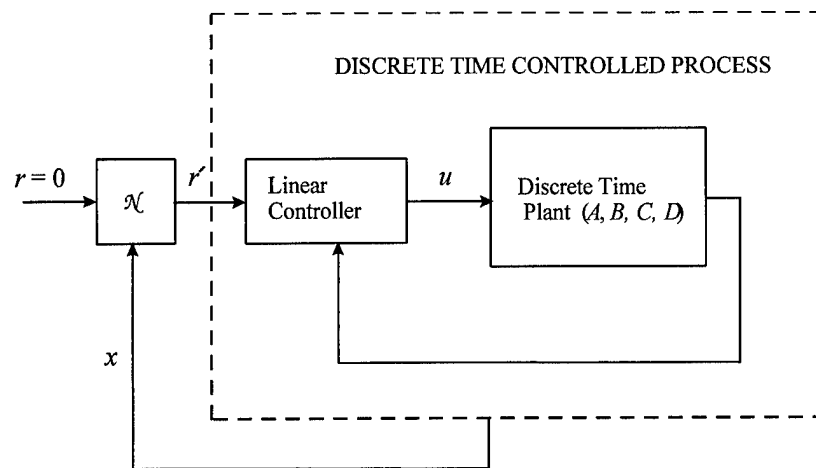 DISCRETE TIME CONTROLLED PROCESS
r = 0
𝒩
r′
Linear
Controller
u
Discrete Time
Plant (A, B, C, D)
x